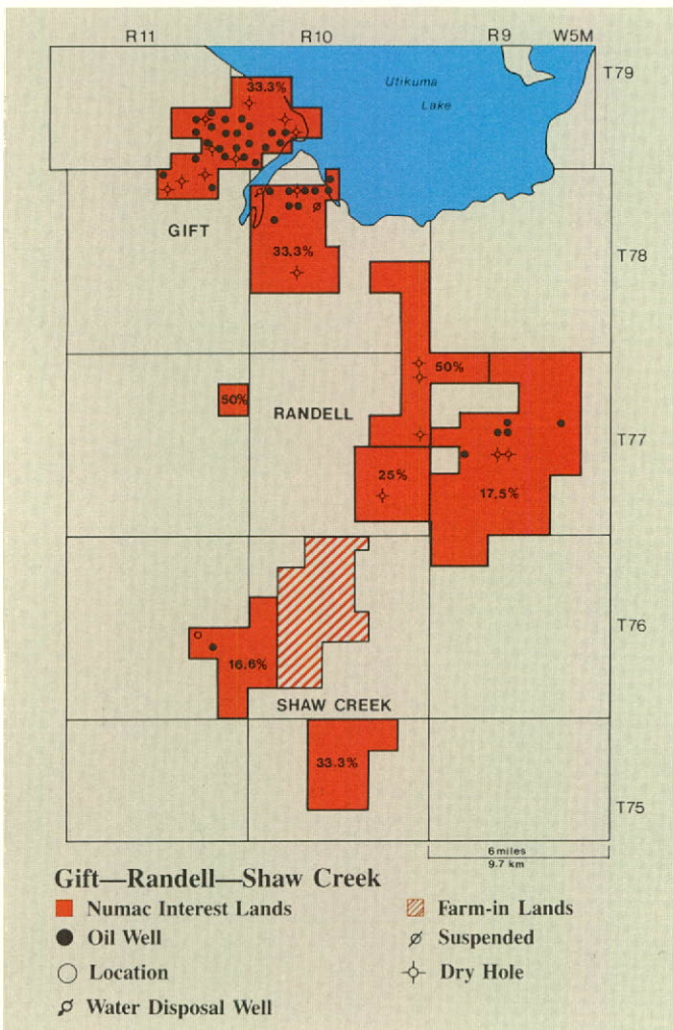 R11 R10 R9 W5M
T79
Utikuma
Lake
33.3%
GIFT
33.3%
T78
50%
50%
RANDELL
T77
25%
17.5%
T76
16.6%
SHAW CREEK
33.3%
T75
6 miles
9.7 km
Gift—Randell—Shaw Creek
Numac Interest Lands
Farm-in Lands
Oil Well
Suspended
Location
Dry Hole
Water Disposal Well